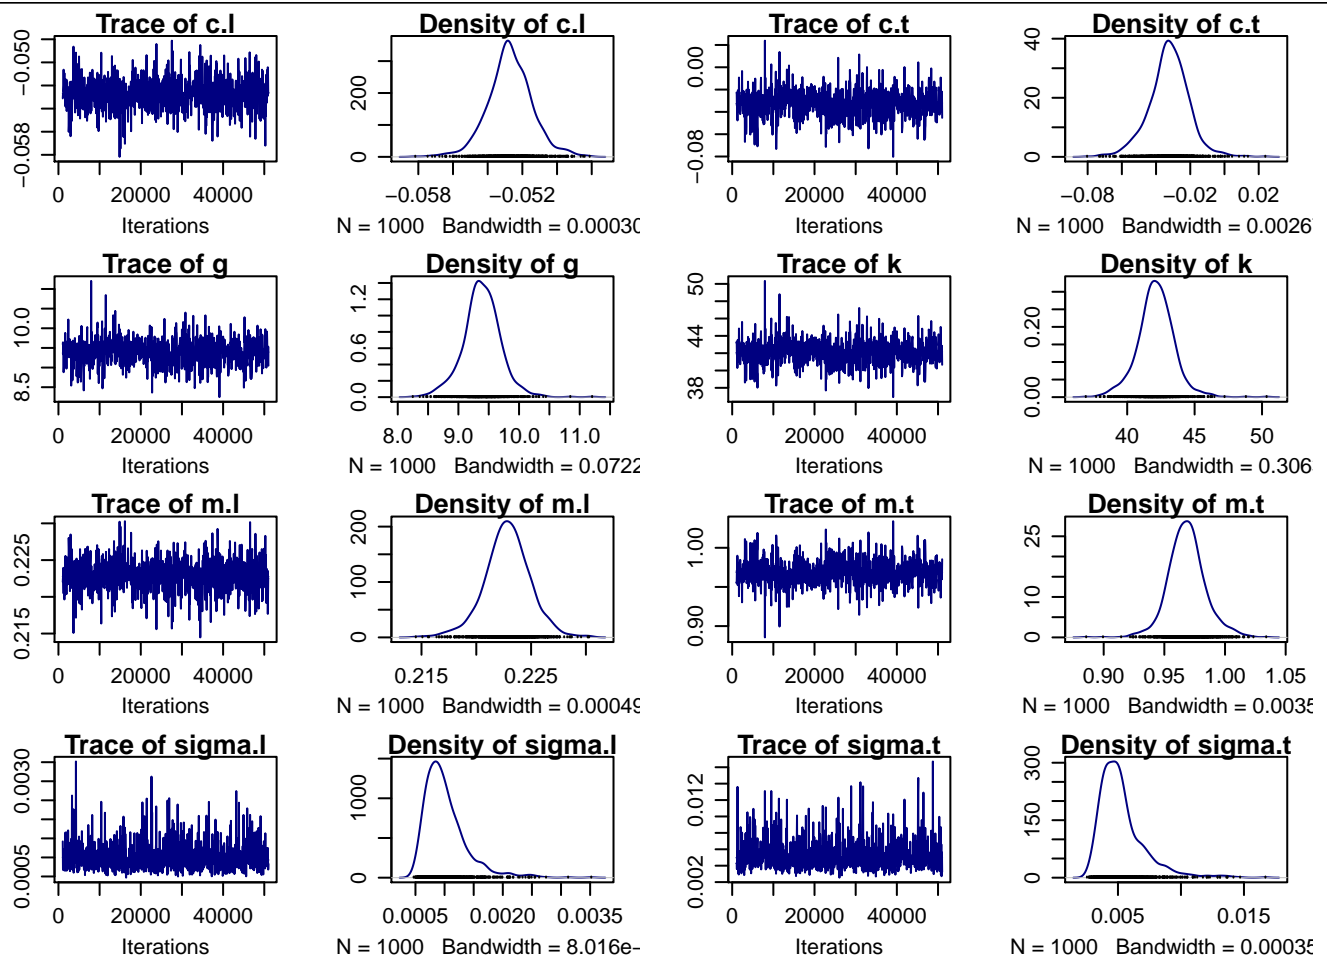 Trace of c.l
−0.050
−0.058
0 20000 40000
Iterations
Density of c.l
200
0
−0.058 −0.052
N = 1000 Bandwidth = 0.00030
Trace of c.t
0.00
−0.08
0 20000 40000
Iterations
Density of c.t
40
20
0
−0.08 −0.02 0.02
N = 1000 Bandwidth = 0.0026
Trace of g
10.0
8.5
0 20000 40000
Iterations
Density of g
1.2
0.6
0.0
8.0 9.0 10.0 11.0
N = 1000 Bandwidth = 0.0722
Trace of k
50
44
38
0 20000 40000
Iterations
Density of k
0.20
0.00
40 45 50
N = 1000 Bandwidth = 0.306
Trace of m.l
0.225
0.215
0 20000 40000
Iterations
Density of m.l
200
100
0
0.215 0.225
N = 1000 Bandwidth = 0.00049
Trace of m.t
1.00
0.90
0 20000 40000
Iterations
Density of m.t
25
10
0
0.90 0.95 1.00 1.05
N = 1000 Bandwidth = 0.0035
Trace of sigma.l
0.0030
0.0005
0 20000 40000
Iterations
Density of sigma.l
1000
0
0.0005 0.0020 0.0035
N = 1000 Bandwidth = 8.016e−
Trace of sigma.t
0.012
0.002
0 20000 40000
Iterations
Density of sigma.t
300
150
0
0.005 0.015
N = 1000 Bandwidth = 0.00035